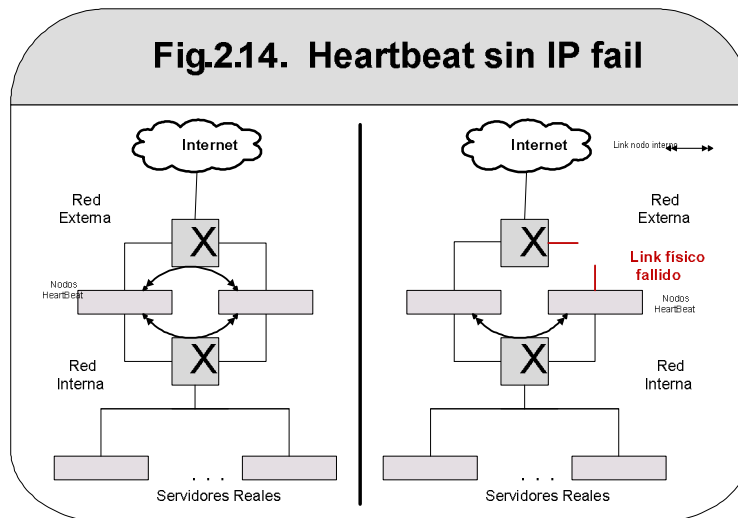 Fig.2.14. Heartbeat sin IP fail
Internet
Red
Externa
X
Nodos
HeartBeat
X
Red
Interna
. . .
Servidores Reales
Internet
Link nodo interno
Red
Externa
X
Link físico
fallido
Nodos
HeartBeat
X
Red
Interna
. . .
Servidores Reales